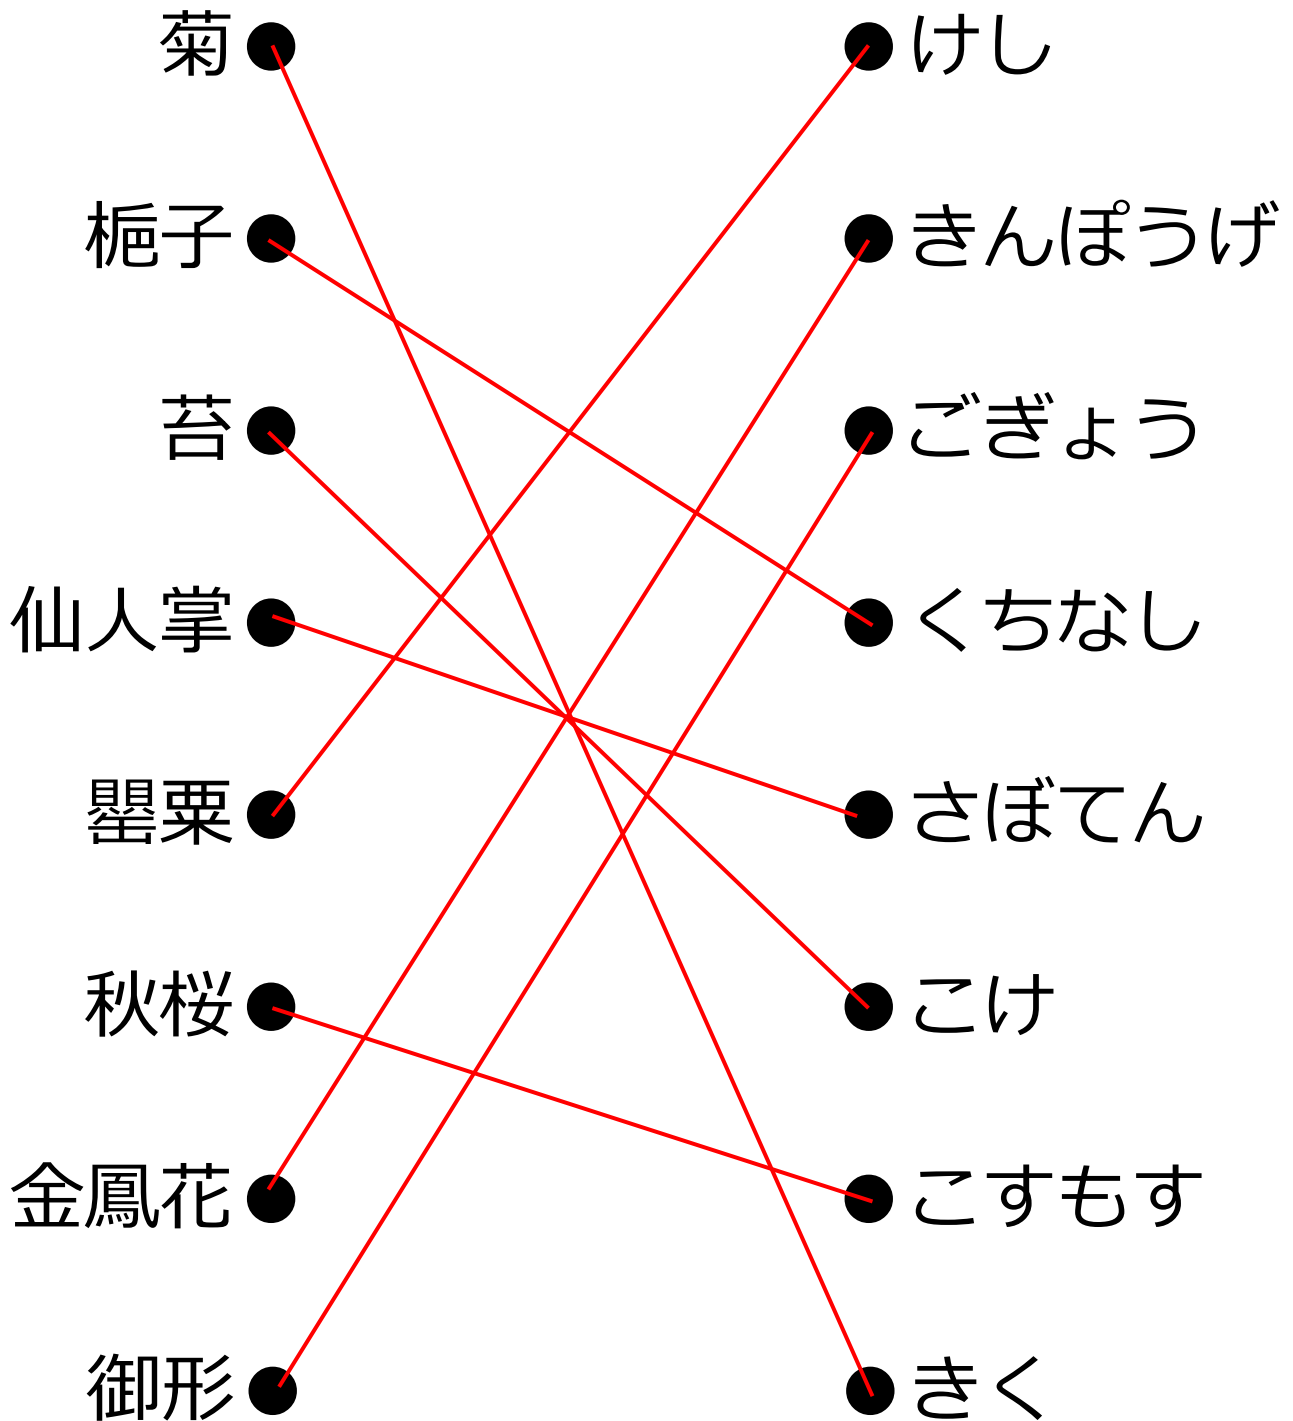 菊 けし
梔子 きんぽうげ
苔 ごぎょう
仙人掌 くちなし
罌粟 さぼてん
秋桜 こけ
金鳳花 こすもす
御形 きく